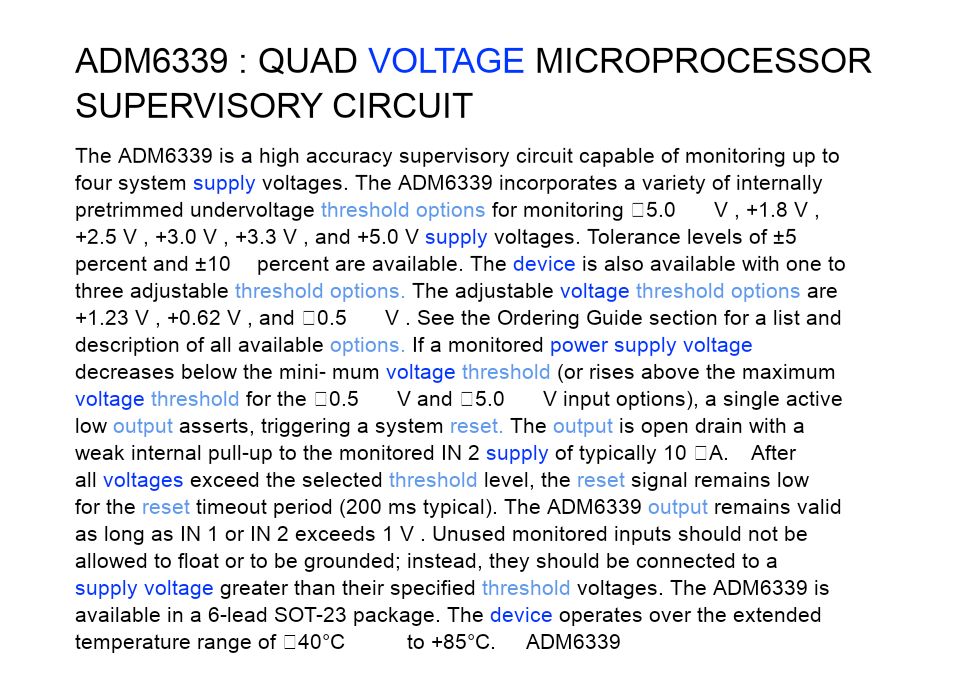 ADM6339 : QUAD VOLTAGE MICROPROCESSOR
SUPERVISORY CIRCUIT
The ADM6339 is a high accuracy supervisory circuit capable of monitoring up to
four system supply voltages. The ADM6339 incorporates a variety of internally
pretrimmed undervoltage threshold options for monitoring □5.0 V , +1.8 V ,
+2.5 V , +3.0 V , +3.3 V , and +5.0 V supply voltages. Tolerance levels of ±5
percent and ±10 percent are available. The device is also available with one to
three adjustable threshold options. The adjustable voltage threshold options are
+1.23 V , +0.62 V , and □0.5 V . See the Ordering Guide section for a list and
description of all available options. If a monitored power supply voltage
decreases below the mini- mum voltage threshold (or rises above the maximum
voltage threshold for the □0.5 V and □5.0 V input options), a single active
low output asserts, triggering a system reset. The output is open drain with a
weak internal pull-up to the monitored IN 2 supply of typically 10 □A. After
all voltages exceed the selected threshold level, the reset signal remains low
for the reset timeout period (200 ms typical). The ADM6339 output remains valid
as long as IN 1 or IN 2 exceeds 1 V . Unused monitored inputs should not be
allowed to float or to be grounded; instead, they should be connected to a
supply voltage greater than their specified threshold voltages. The ADM6339 is
available in a 6-lead SOT-23 package. The device operates over the extended
temperature range of □40°C to +85°C. ADM6339